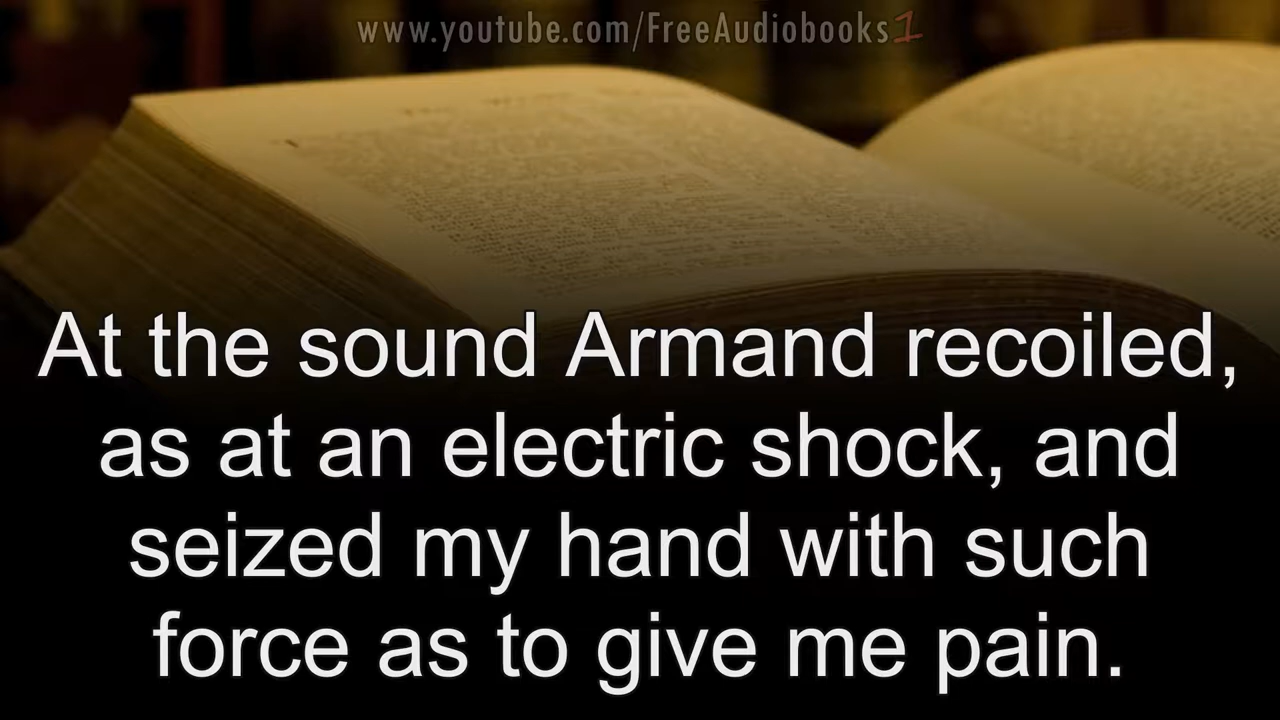 www.youtube.com/FreeAudiobooks1
At the sound Armand recoiled,
as at an electric shock, and
seized my hand with such
force as to give me pain.